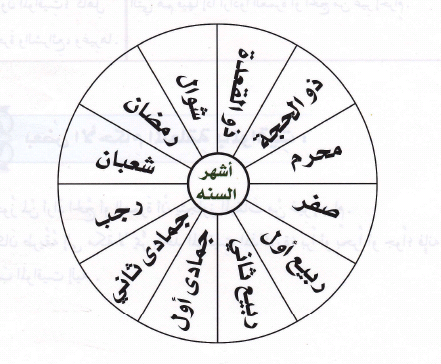 أشهر
السنه
محرم
صفر
ربيع اول
ربيع ثاني
جمادى أول
جمادى ثاني
رجب
شعبان
رمضان
شوال
ذو القعدة
ذو الحجة